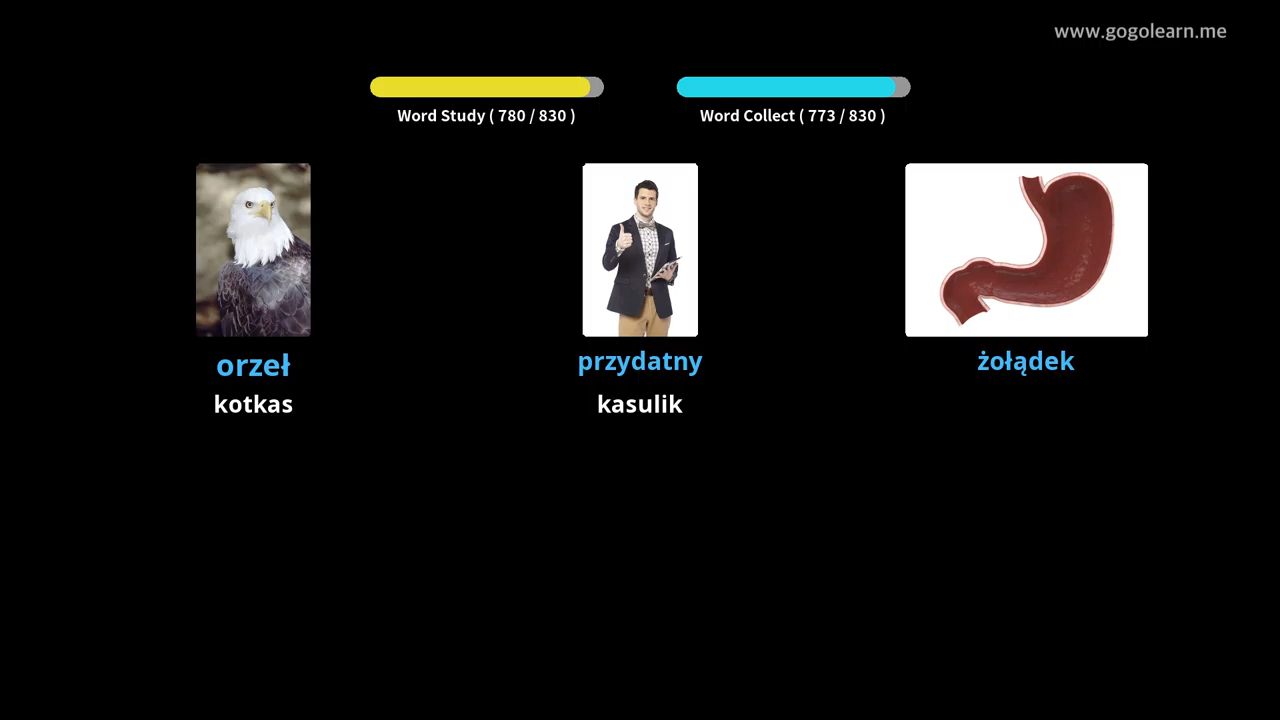 www.gogolearn.me
Word Study ( 780 / 830 )
Word Collect ( 773 / 830 )
orzeł
przydatny
żołądek
kotkas
kasulik